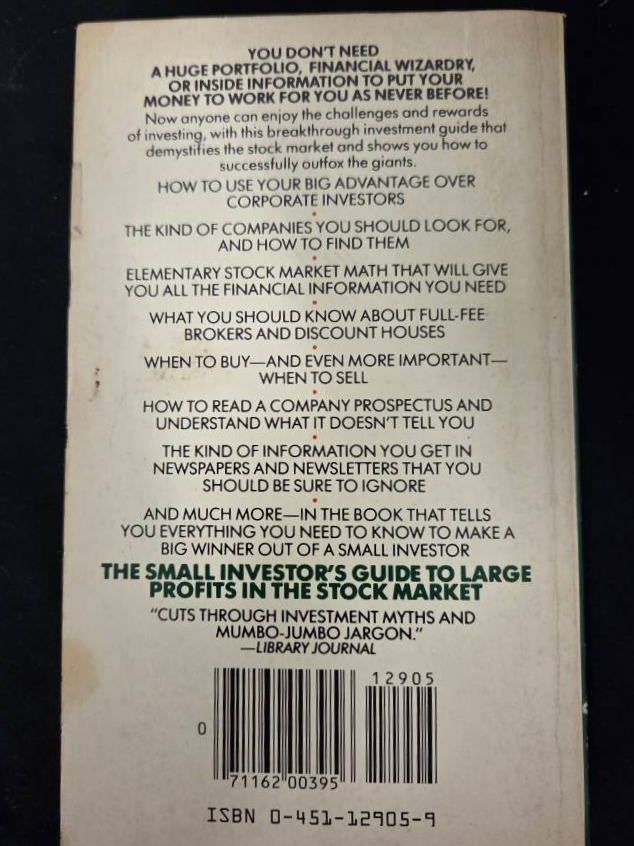 YOU DON'T NEED
A HUGE PORTFOLIO, FINANCIAL WIZARDRY,
OR INSIDE INFORMATION TO PUT YOUR
MONEY TO WORK FOR YOU AS NEVER BEFORE!
Now anyone can enjoy the challenges and rewards
of investing, with this breakthrough investment guide that
demystifies the stock market and shows you how to
successfully outfox the giants.
HOW TO USE YOUR BIG ADVANTAGE OVER
CORPORATE INVESTORS
•
THE KIND OF COMPANIES YOU SHOULD LOOK FOR,
AND HOW TO FIND THEM
•
ELEMENTARY STOCK MARKET MATH THAT WILL GIVE
YOU ALL THE FINANCIAL INFORMATION YOU NEED
•
WHAT YOU SHOULD KNOW ABOUT FULL-FEE
BROKERS AND DISCOUNT HOUSES
•
WHEN TO BUY—AND EVEN MORE IMPORTANT—
WHEN TO SELL
•
HOW TO READ A COMPANY PROSPECTUS AND
UNDERSTAND WHAT IT DOESN'T TELL YOU
•
THE KIND OF INFORMATION YOU GET IN
NEWSPAPERS AND NEWSLETTERS THAT YOU
SHOULD BE SURE TO IGNORE
•
AND MUCH MORE—IN THE BOOK THAT TELLS
YOU EVERYTHING YOU NEED TO KNOW TO MAKE A
BIG WINNER OUT OF A SMALL INVESTOR
THE SMALL INVESTOR'S GUIDE TO LARGE
PROFITS IN THE STOCK MARKET
"CUTS THROUGH INVESTMENT MYTHS AND
MUMBO-JUMBO JARGON."
—LIBRARY JOURNAL
12905
0
71162 00395
ISBN 0-451-12905-9